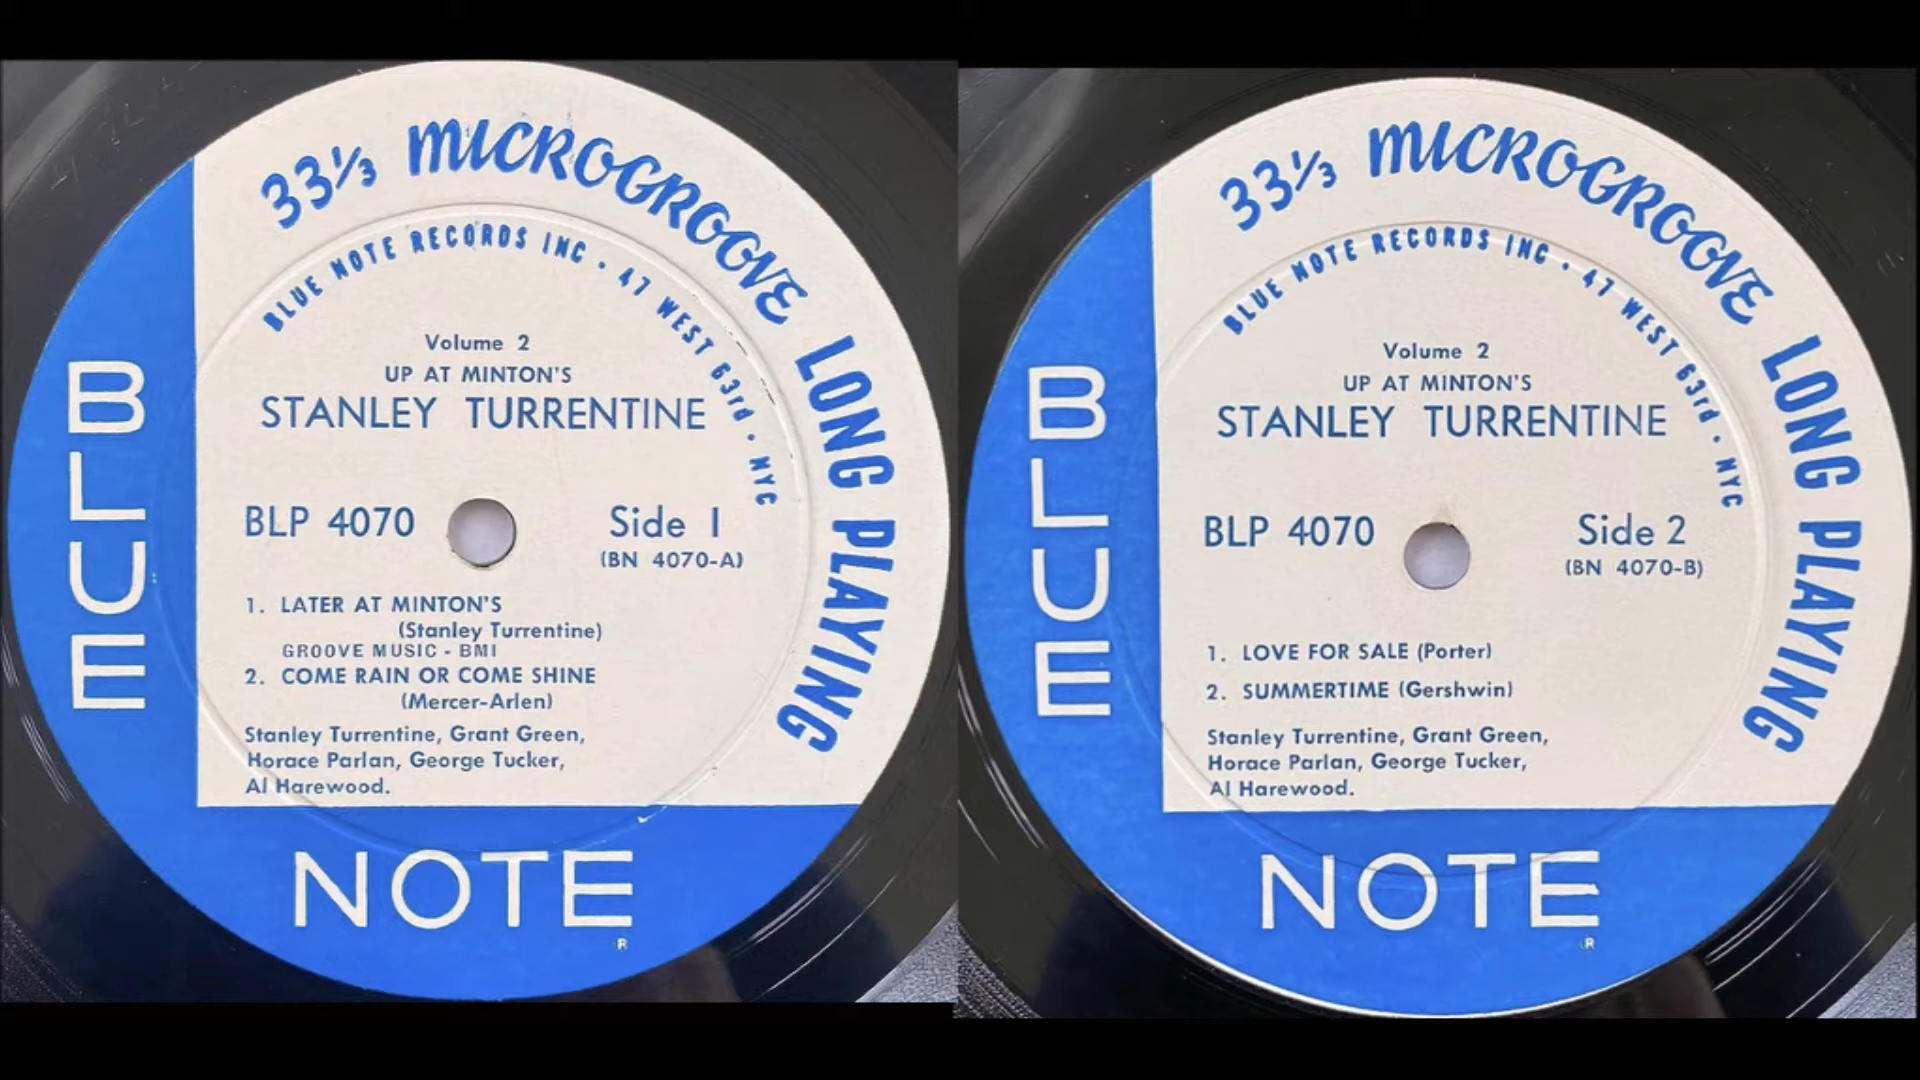 33⅓ MICROGROOVE LONG PLAYING
BLUE NOTE RECORDS INC • 47 WEST 63rd • NYC
Volume 2
UP AT MINTON'S
STANLEY TURRENTINE
BLP 4070
Side 1
(BN 4070-A)
1. LATER AT MINTON'S
(Stanley Turrentine)
GROOVE MUSIC - BMI
2. COME RAIN OR COME SHINE
(Mercer-Arlen)
Stanley Turrentine, Grant Green,
Horace Parlan, George Tucker,
Al Harewood.
BLUE
NOTE
R
33⅓ MICROGROOVE LONG PLAYING
BLUE NOTE RECORDS INC • 47 WEST 63rd • NYC
Volume 2
UP AT MINTON'S
STANLEY TURRENTINE
BLP 4070
Side 2
(BN 4070-B)
1. LOVE FOR SALE (Porter)
2. SUMMERTIME (Gershwin)
Stanley Turrentine, Grant Green,
Horace Parlan, George Tucker,
Al Harewood.
BLUE
NOTE
R